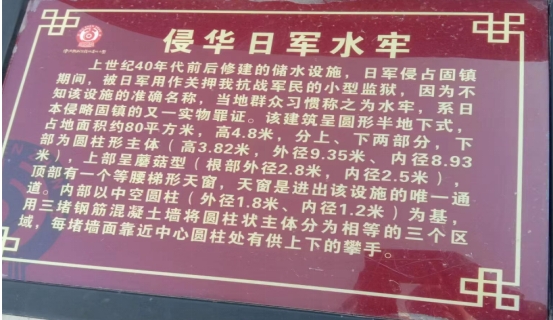 侵华日军水牢
上世纪40年代前后修建的储水设施，日军侵占固镇
期间，被日军用作关押我抗战军民的小型监狱，因为不
知该设施的准确名称，当地群众习惯称之为水牢，系日
本侵略固镇的又一实物罪证。该建筑呈圆形半地下式，
占地面积约80平方米，高4.8米，分上、下两部分，下
部为圆柱形主体（高3.82米，外径9.35米、内径8.93
米），上部呈蘑菇型（根部外径2.8米，内径2.5米），
顶部有一个等腰梯形天窗，天窗是进出该设施的唯一通
道。内部以中空圆柱（外径1.8米、内径1.2米）为基，
用三堵钢筋混凝土墙将圆柱状主体分为相等的三个区
域，每堵墙面靠近中心圆柱处有供上下的攀手。